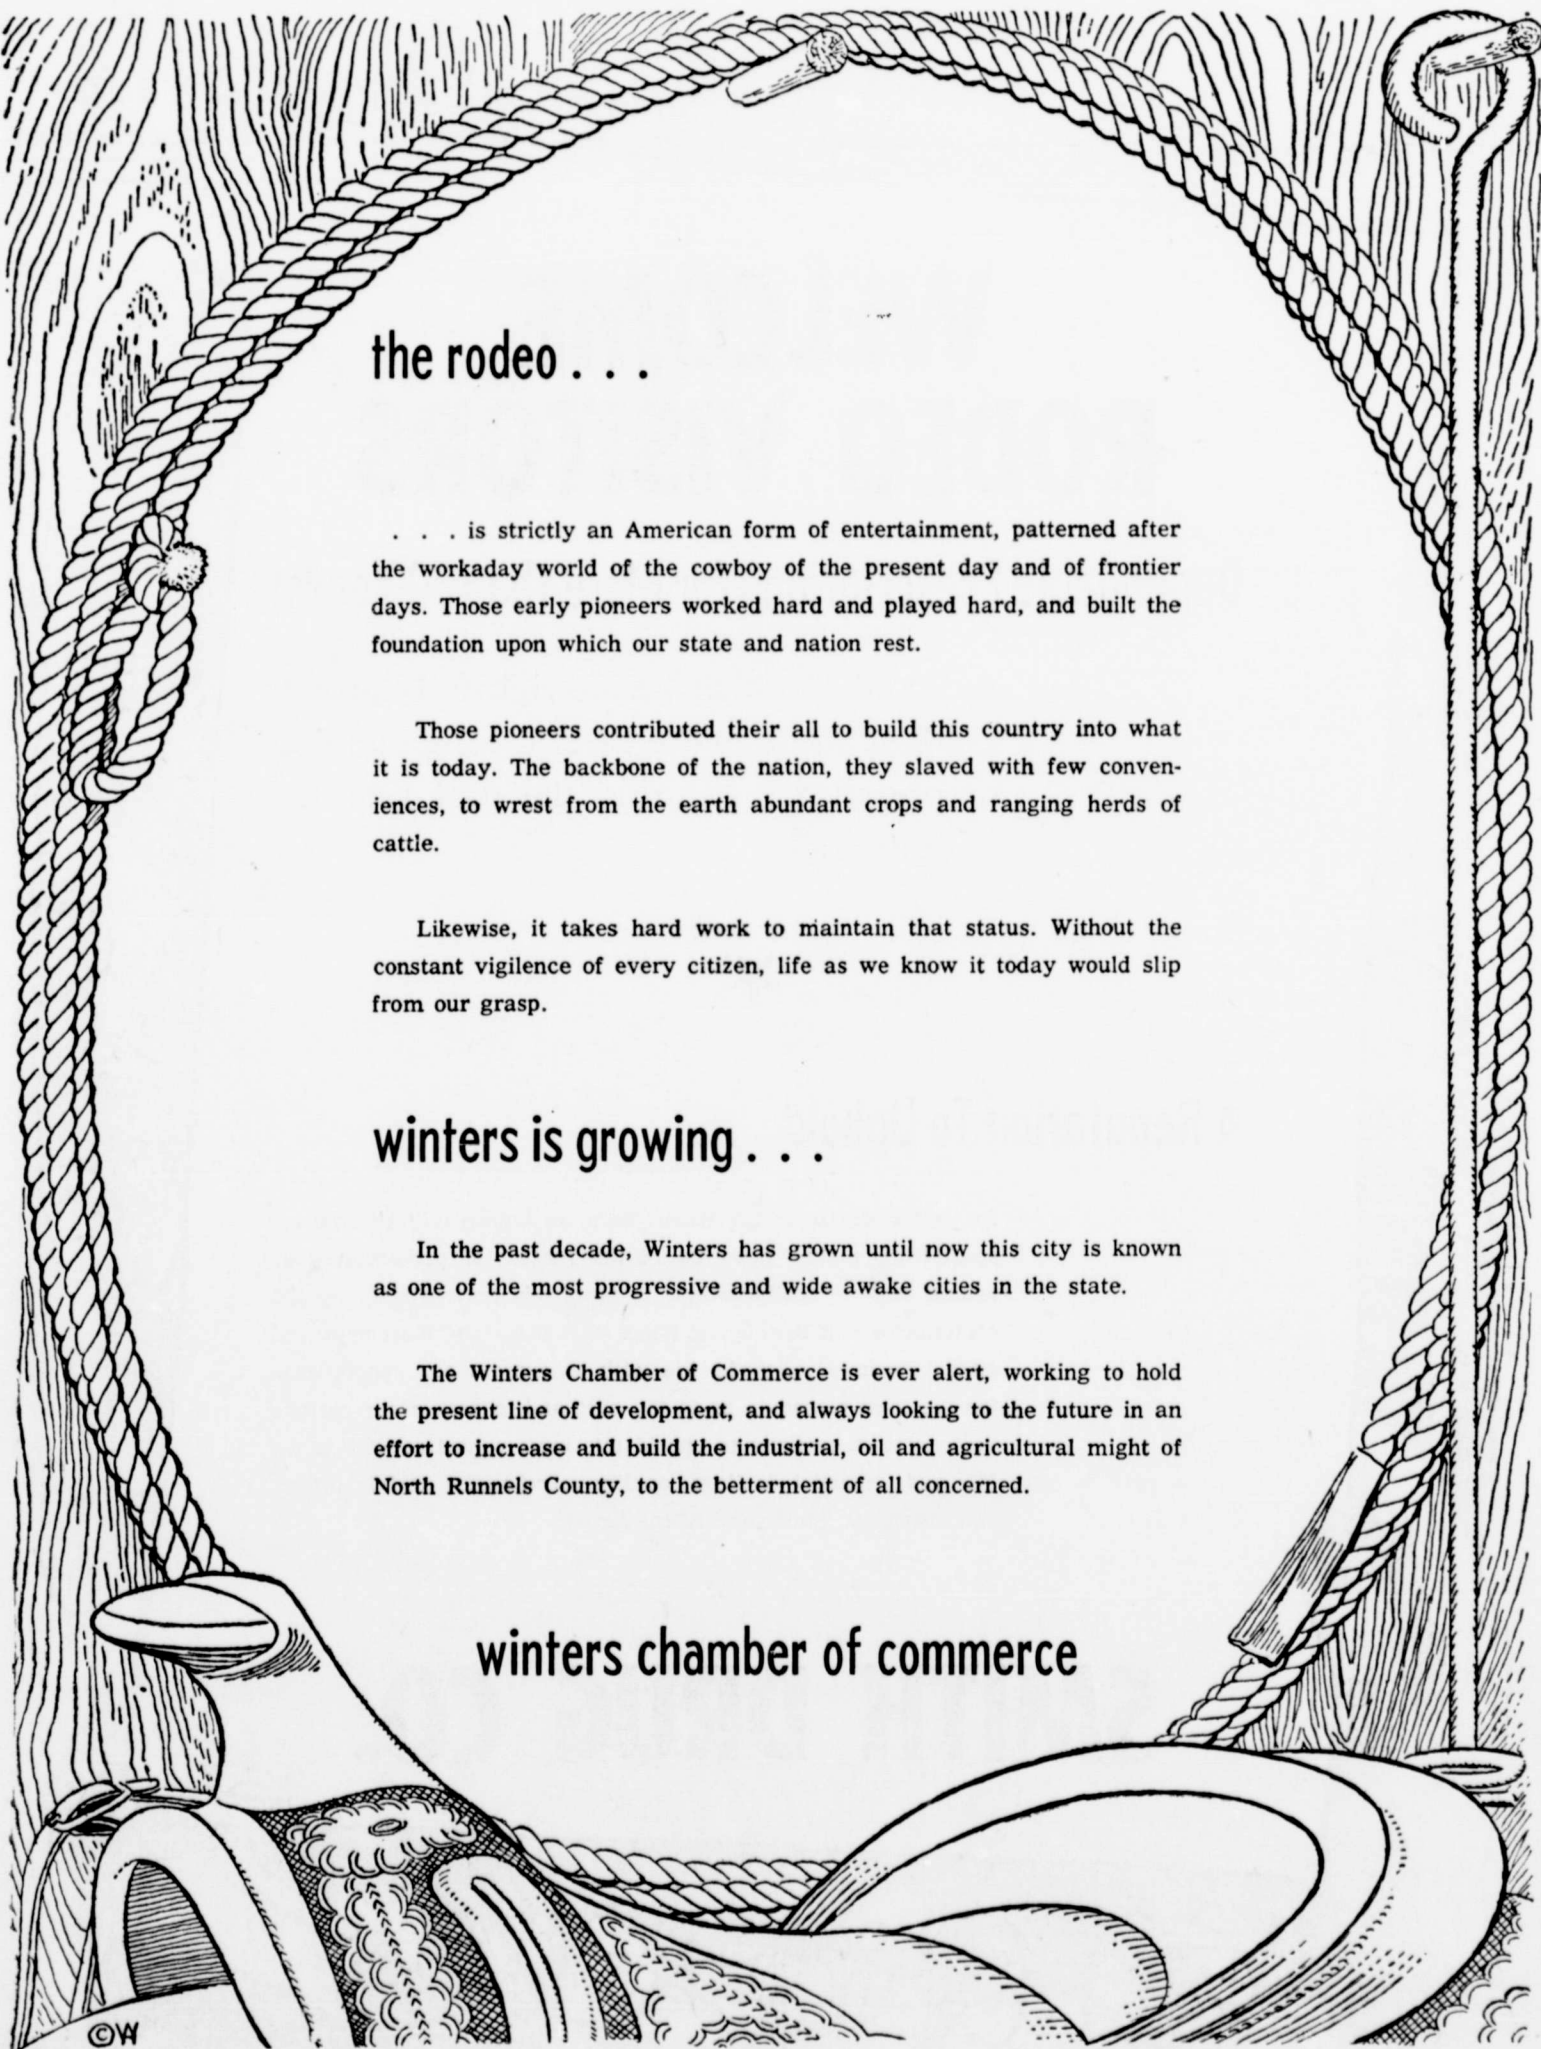 the rodeo . . .
. . . is strictly an American form of entertainment, patterned after
the workaday world of the cowboy of the present day and of frontier
days. Those early pioneers worked hard and played hard, and built the
foundation upon which our state and nation rest.
Those pioneers contributed their all to build this country into what
it is today. The backbone of the nation, they slaved with few conven-
iences, to wrest from the earth abundant crops and ranging herds of
cattle.
Likewise, it takes hard work to maintain that status. Without the
constant vigilence of every citizen, life as we know it today would slip
from our grasp.
winters is growing . . .
In the past decade, Winters has grown until now this city is known
as one of the most progressive and wide awake cities in the state.
The Winters Chamber of Commerce is ever alert, working to hold
the present line of development, and always looking to the future in an
effort to increase and build the industrial, oil and agricultural might of
North Runnels County, to the betterment of all concerned.
winters chamber of commerce